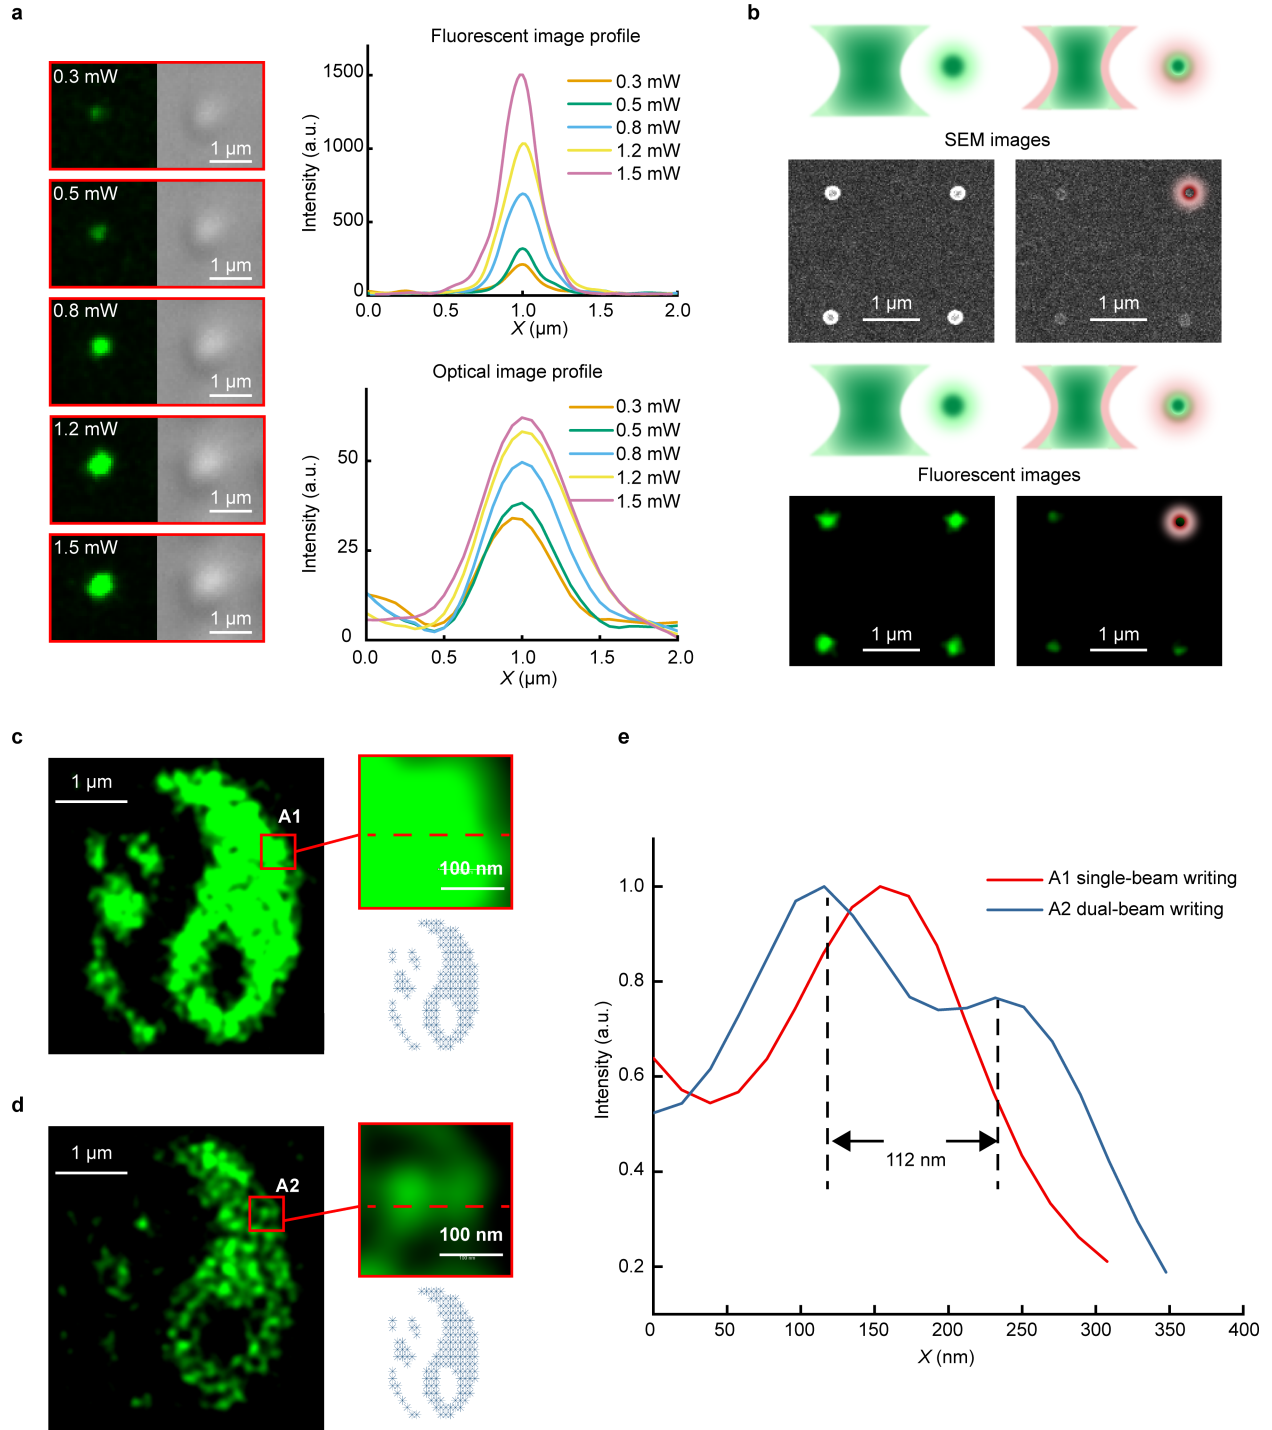 a
0.3 mW
1 μm
0.5 mW
1 μm
0.8 mW
1 μm
1.2 mW
1 μm
1.5 mW
1 μm
Fluorescent image profile
Intensity (a.u.)
1500
1000
500
0
0.0 0.5 1.0 1.5 2.0
X (μm)
0.3 mW
0.5 mW
0.8 mW
1.2 mW
1.5 mW
Optical image profile
Intensity (a.u.)
50
25
0
0.0 0.5 1.0 1.5 2.0
X (μm)
0.3 mW
0.5 mW
0.8 mW
1.2 mW
1.5 mW
b
SEM images
1 μm
1 μm
Fluorescent images
1 μm
1 μm
c
1 μm
A1
100 nm
d
1 μm
A2
100 nm
100 nm
e
Intensity (a.u.)
1.0
0.8
0.6
0.4
0.2
0 50 100 150 200 250 300 350 400
X (nm)
A1 single-beam writing
A2 dual-beam writing
112 nm